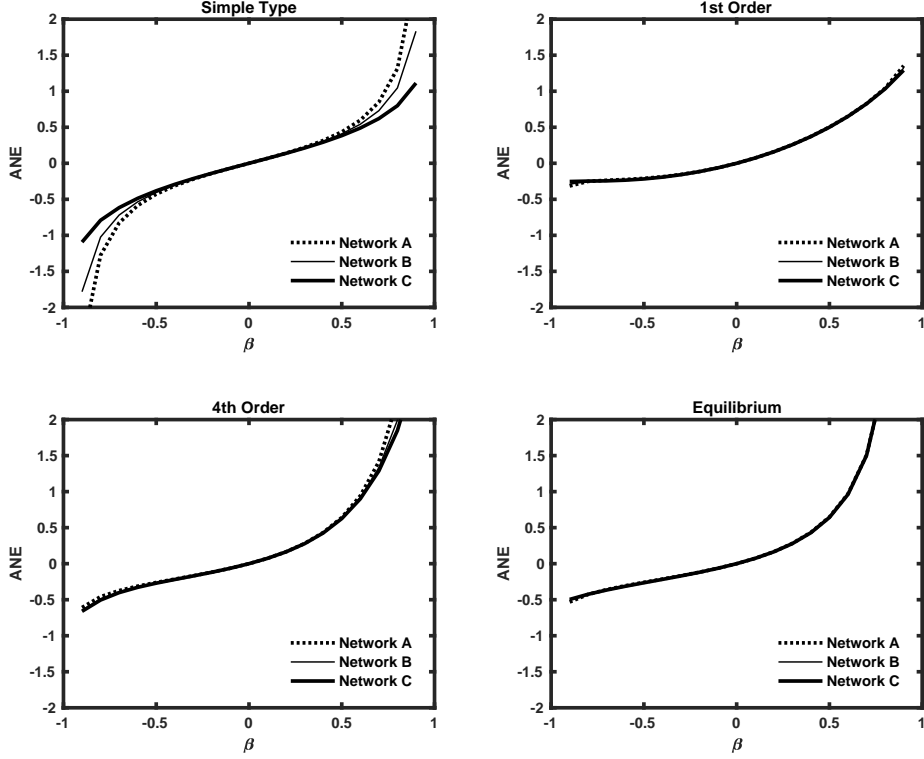 Simple Type
2
1.5
1
0.5
0
-0.5
-1
-1.5
-2
ANE
Network A
Network B
Network C
-1 -0.5 0 0.5 1
β
1st Order
2
1.5
1
0.5
0
-0.5
-1
-1.5
-2
ANE
Network A
Network B
Network C
-1 -0.5 0 0.5 1
β
4th Order
2
1.5
1
0.5
0
-0.5
-1
-1.5
-2
ANE
Network A
Network B
Network C
-1 -0.5 0 0.5 1
β
Equilibrium
2
1.5
1
0.5
0
-0.5
-1
-1.5
-2
ANE
Network A
Network B
Network C
-1 -0.5 0 0.5 1
β